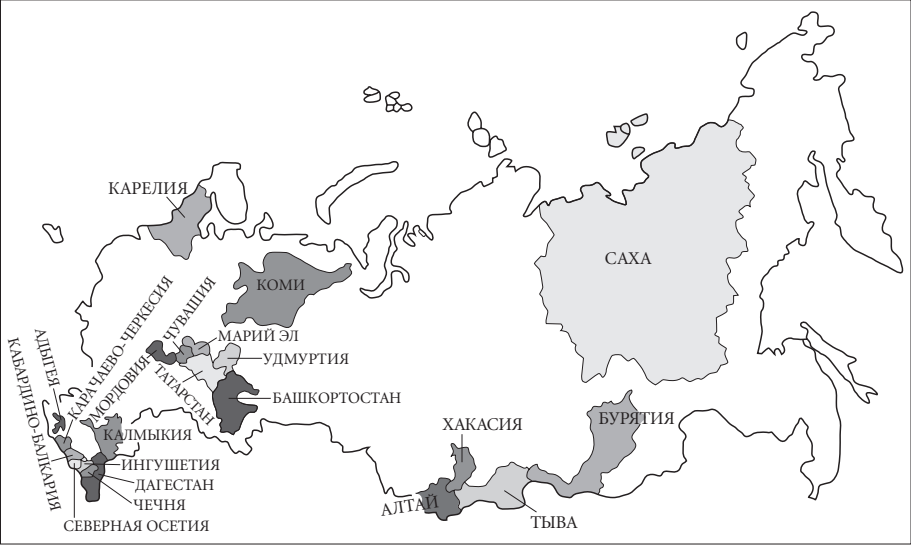 КАРЕЛИЯ
САХА
КОМИ
ЧУВАШИЯ
КАРАЧАЕВО-ЧЕРКЕСИЯ
МАРИЙ ЭЛ
МОРДОВИЯ
УДМУРТИЯ
АДЫГЕЯ
ТАТАРСТАН
КАБАРДИНО-БАЛКАРИЯ
БАШКОРТОСТАН
БУРЯТИЯ
ХАКАСИЯ
КАЛМЫКИЯ
ИНГУШЕТИЯ
ДАГЕСТАН
ЧЕЧНЯ
АЛТАЙ
СЕВЕРНАЯ ОСЕТИЯ
ТЫВА